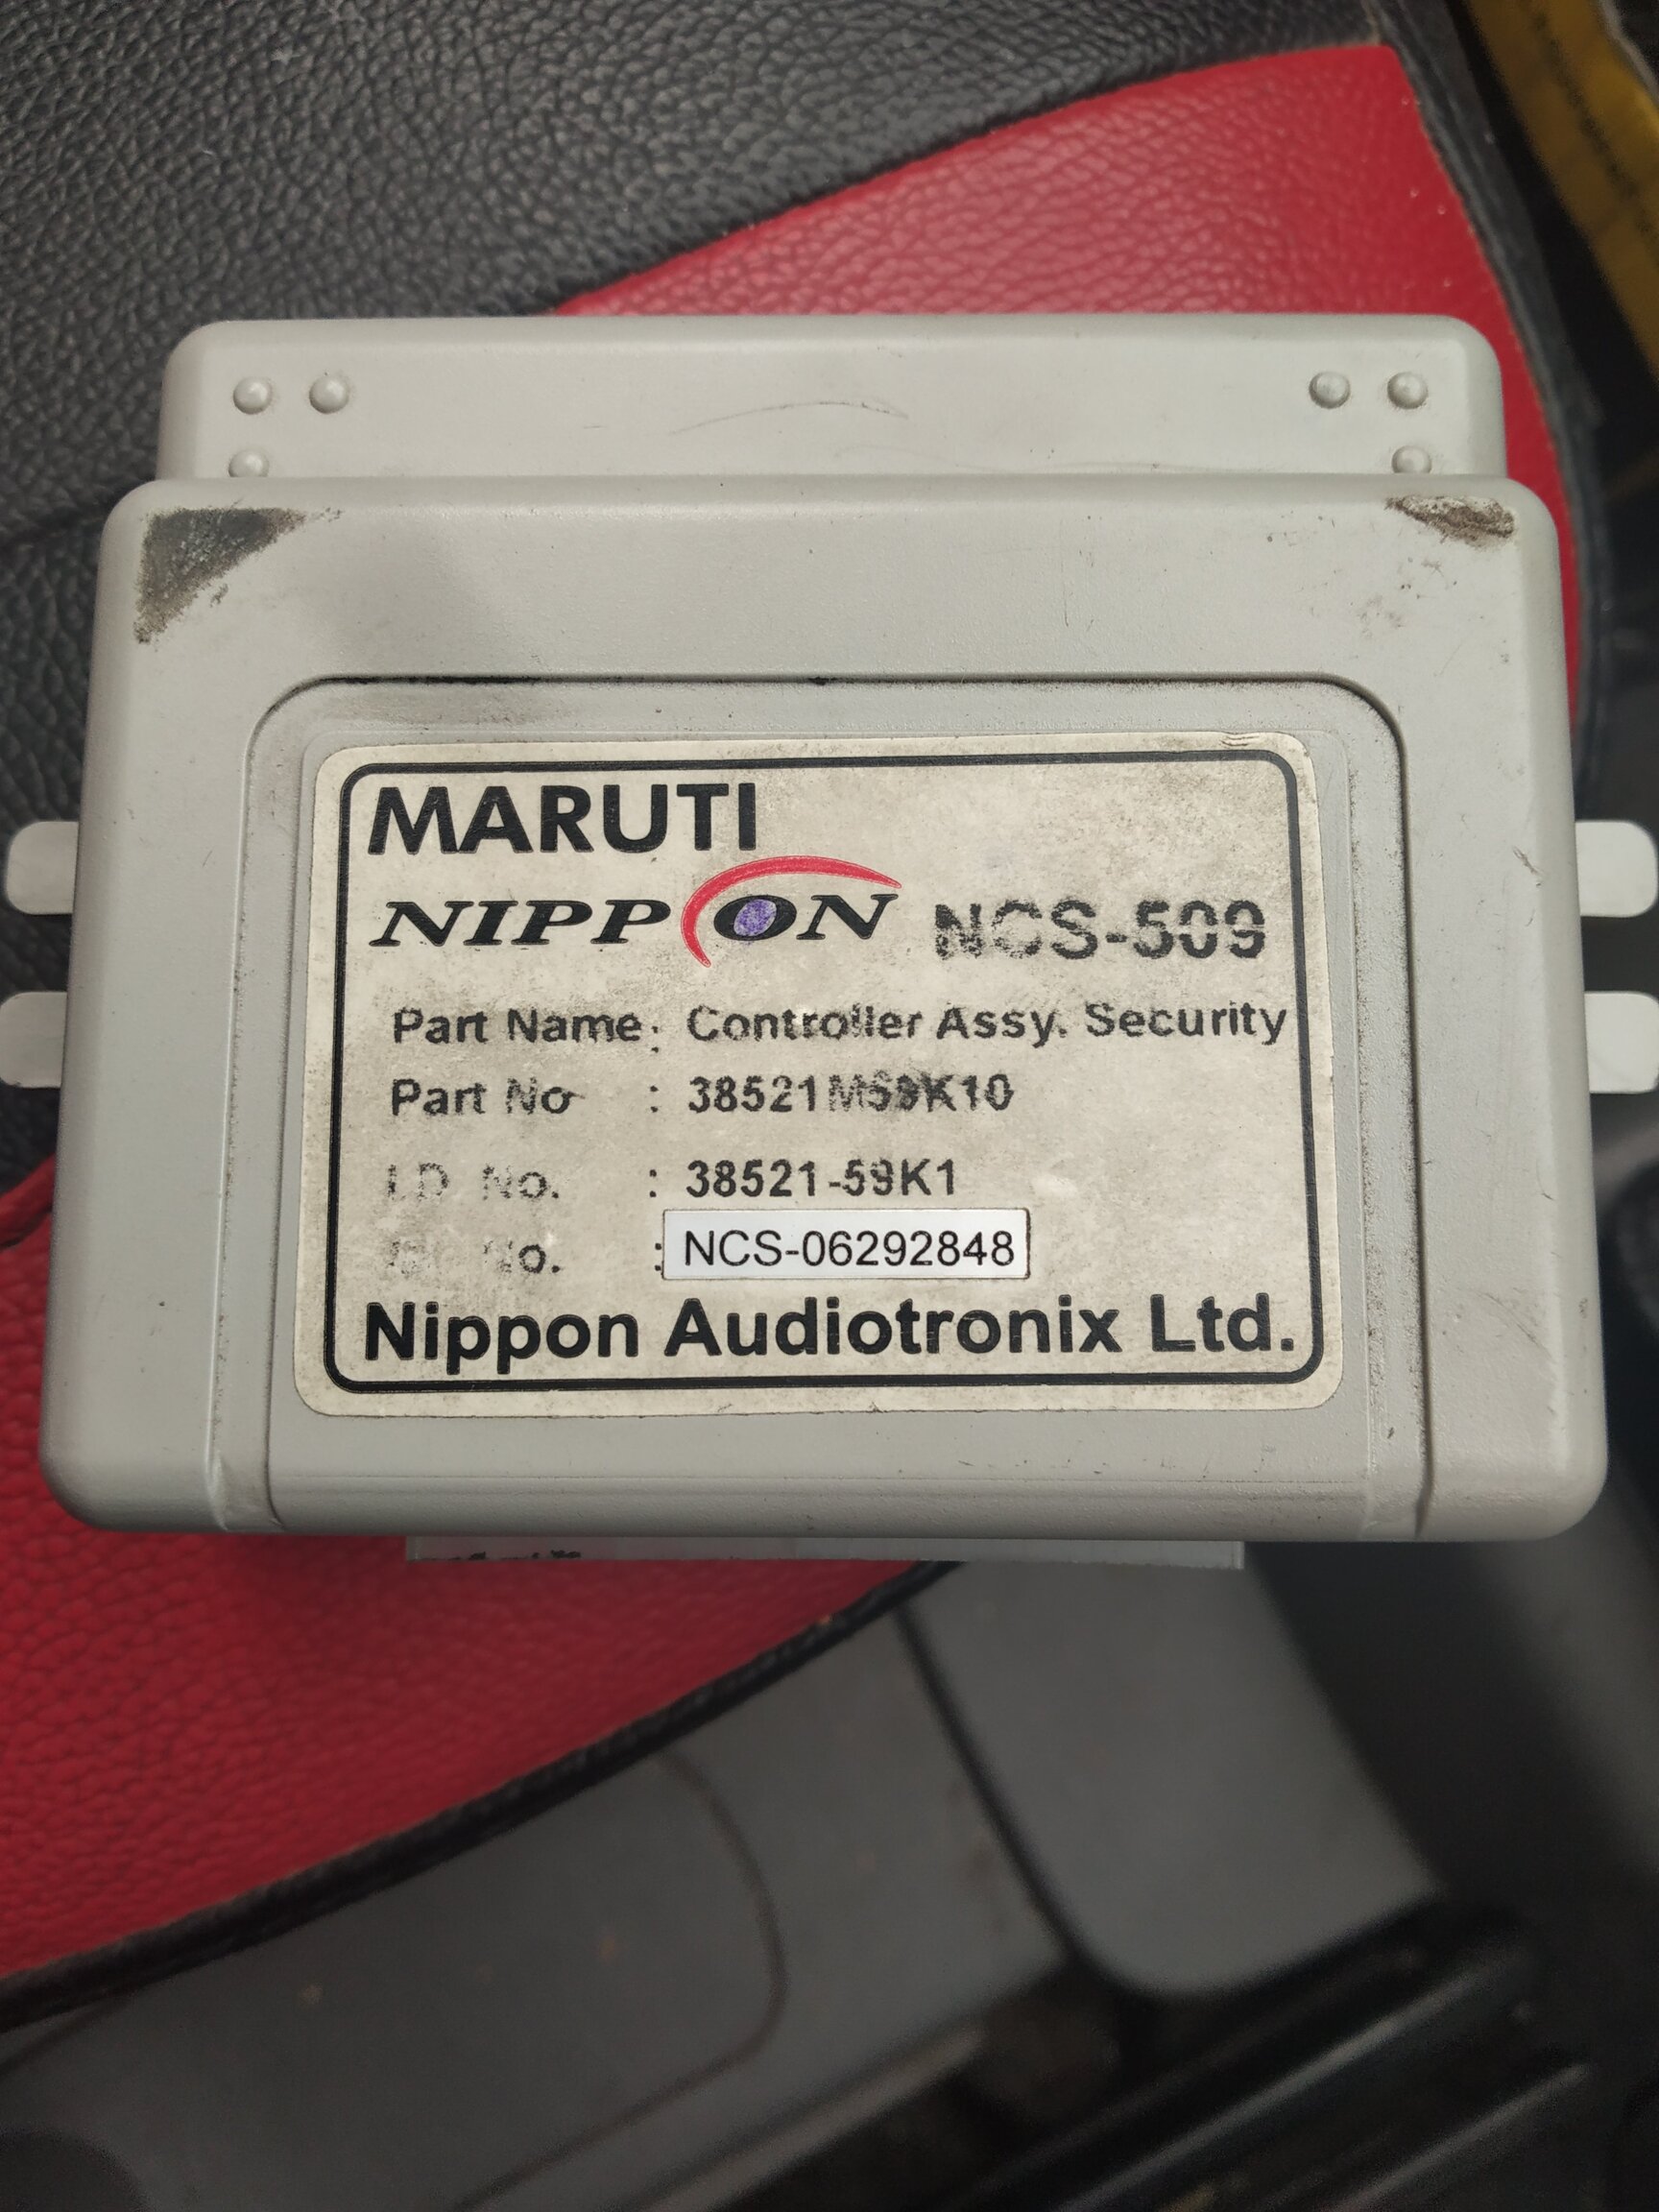 MARUTI
NIPPON NCS-509
Part Name: Controller Assy. Security
Part No : 38521M59K10
I.D. No. : 38521-59K1
No. : NCS-06292848
Nippon Audiotronix Ltd.